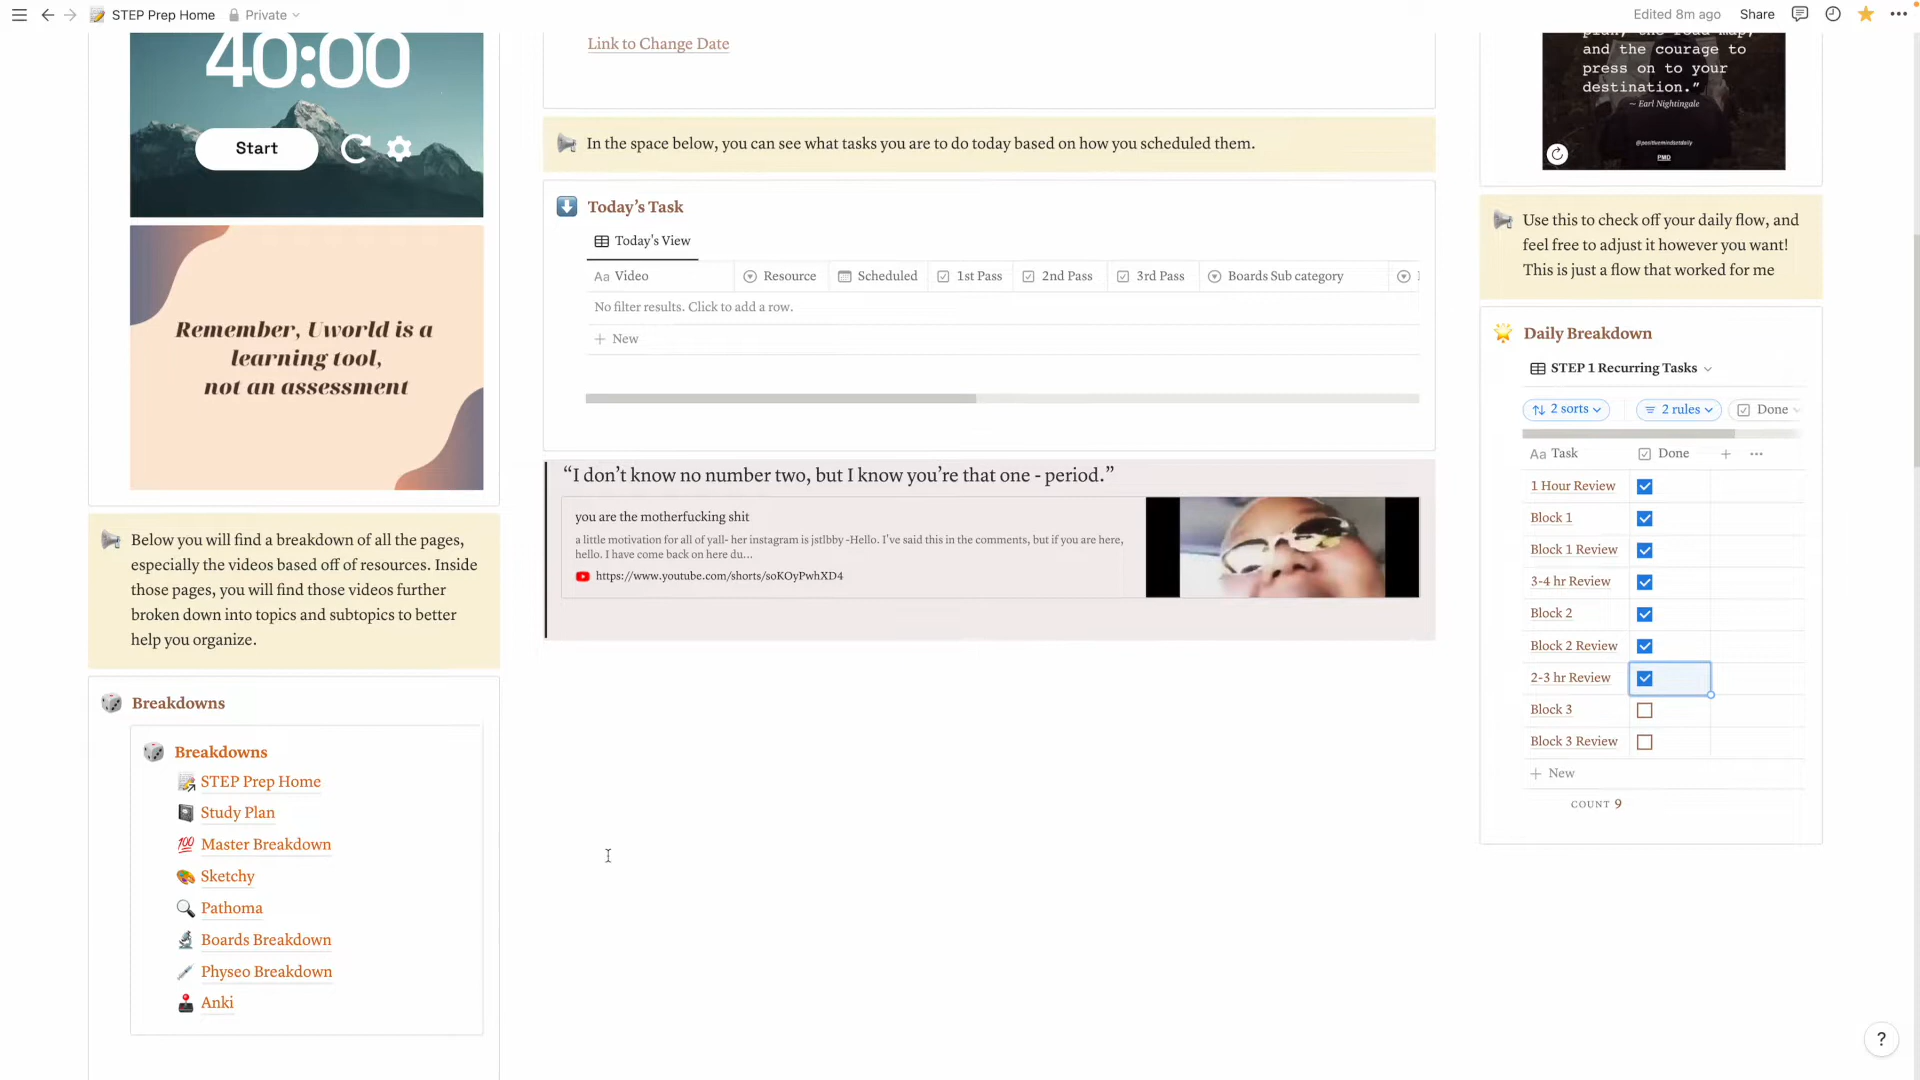 STEP Prep Home
Private
Edited 8m ago
Share
40:00
Start
Remember, Uworld is a
learning tool,
not an assessment
Below you will find a breakdown of all the pages,
especially the videos based off of resources. Inside
those pages, you will find those videos further
broken down into topics and subtopics to better
help you organize.
Breakdowns
Breakdowns
STEP Prep Home
Study Plan
Master Breakdown
Sketchy
Pathoma
Boards Breakdown
Physeo Breakdown
Anki
Link to Change Date
In the space below, you can see what tasks you are to do today based on how you scheduled them.
Today's Task
Today's View
Aa Video Resource Scheduled 1st Pass 2nd Pass 3rd Pass Boards Sub category
No filter results. Click to add a row.
+ New
“I don’t know no number two, but I know you’re that one - period.”
you are the motherfucking shit
a little motivation for all of yall- her instagram is jstlbby -Hello. I've said this in the comments, but if you are here,
hello. I have come back on here du...
https://www.youtube.com/shorts/soKOyPwhXD4
plan, the road map,
and the courage to
press on to your
destination.”
~ Earl Nightingale
@positivemindsetdaily
PMD
Use this to check off your daily flow, and
feel free to adjust it however you want!
This is just a flow that worked for me
Daily Breakdown
STEP 1 Recurring Tasks
2 sorts 2 rules Done
Aa Task Done
1 Hour Review
Block 1
Block 1 Review
3-4 hr Review
Block 2
Block 2 Review
2-3 hr Review
Block 3
Block 3 Review
+ New
COUNT 9
?